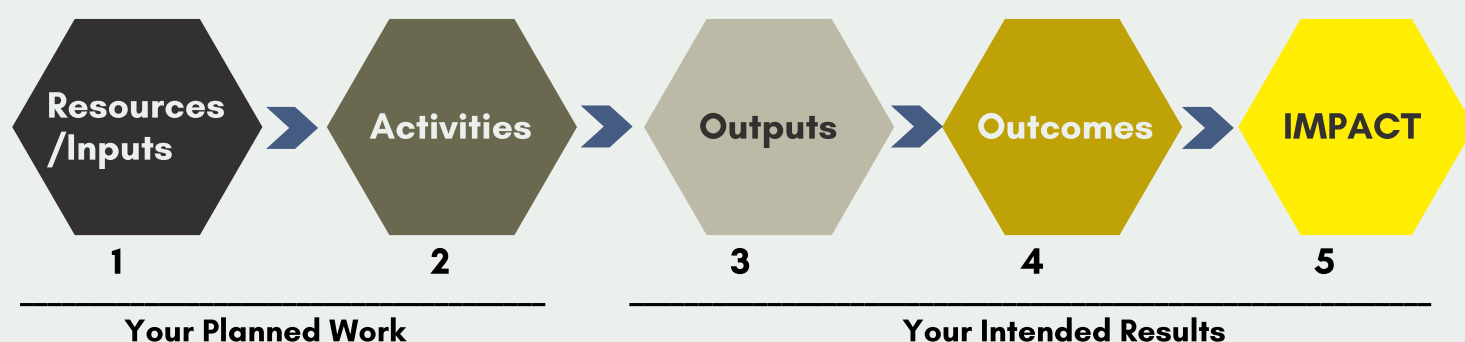 Resources
/Inputs
Activities
Outputs
Outcomes
IMPACT
1
2
3
4
5
Your Planned Work
Your Intended Results